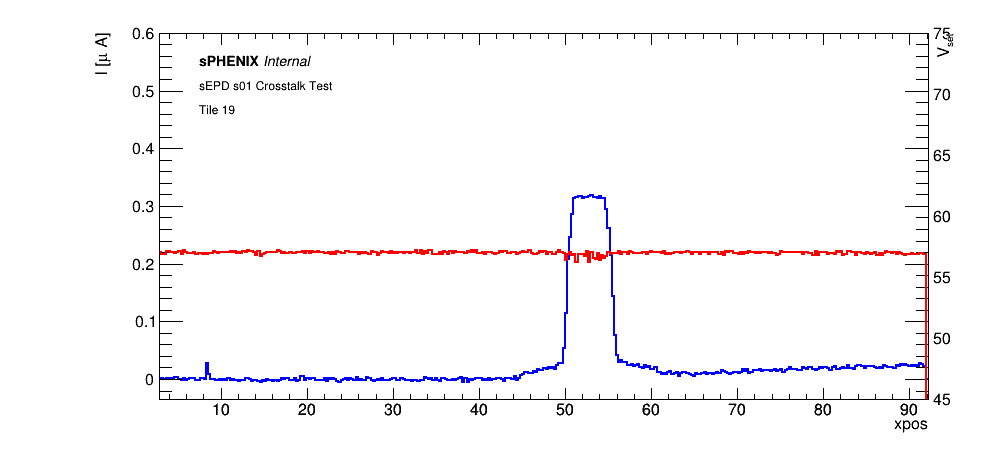 I [μ A]
0.6
0.5
0.4
0.3
0.2
0.1
0
sPHENIX Internal
sEPD s01 Crosstalk Test
Tile 19
75
70
65
60
55
50
45
Vset
10 20 30 40 50 60 70 80 90
xpos